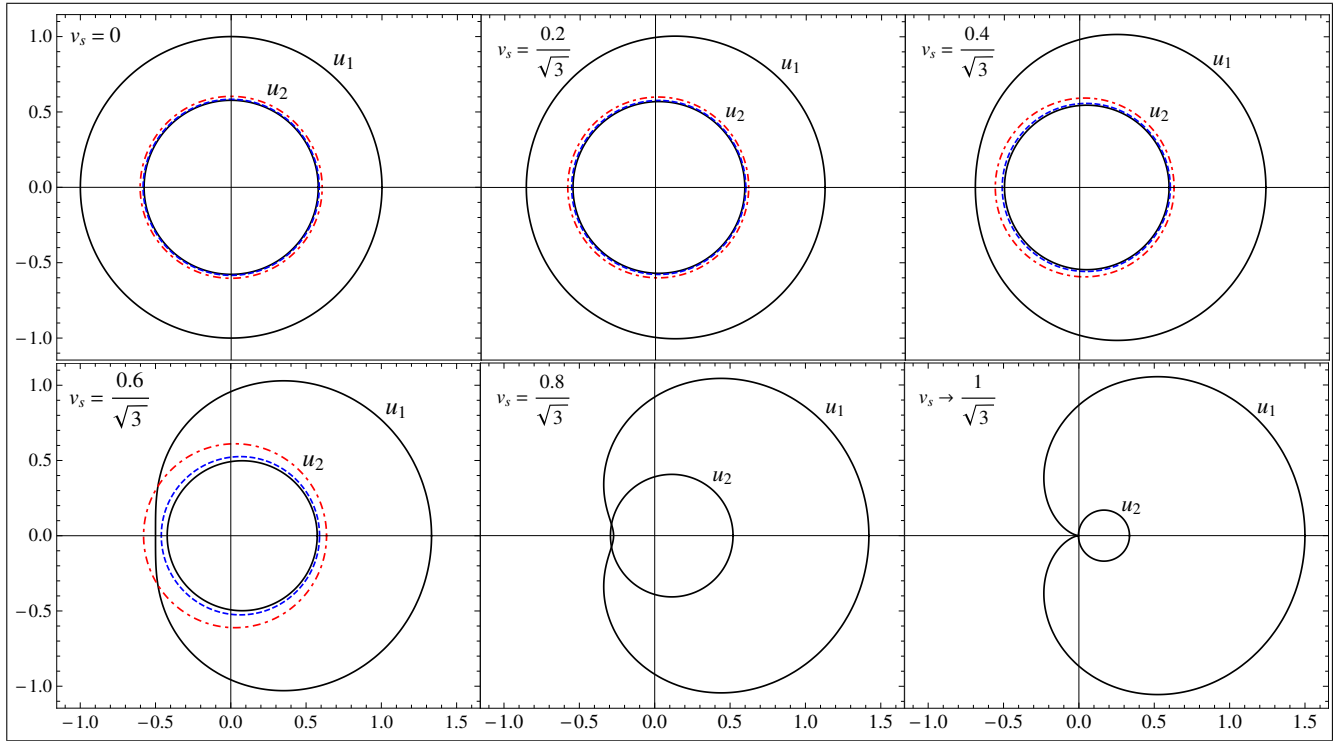 v_s = 0
u_1
u_2
v_s = 0.2/√3
u_1
u_2
v_s = 0.4/√3
u_1
u_2
1.0
0.5
0.0
−0.5
−1.0
v_s = 0.6/√3
u_1
u_2
v_s = 0.8/√3
u_1
u_2
v_s → 1/√3
u_1
u_2
1.0
0.5
0.0
−0.5
−1.0
−1.0 −0.5 0.0 0.5 1.0 1.5
−1.0 −0.5 0.0 0.5 1.0 1.5
−1.0 −0.5 0.0 0.5 1.0 1.5